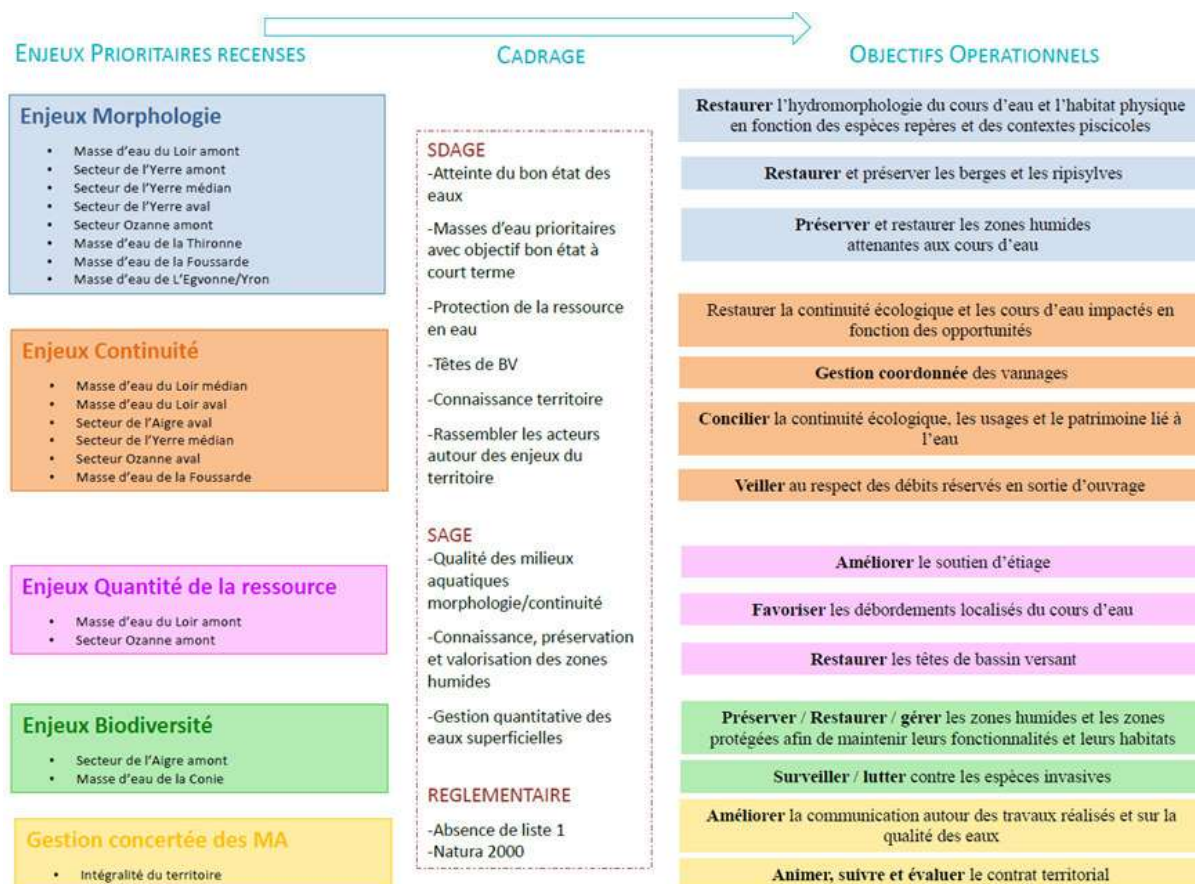 ENJEUX PRIORITAIRES RECENSES
Enjeux Morphologie
• Masse d'eau du Loir amont
• Secteur de l'Yerre amont
• Secteur de l'Yerre médian
• Secteur de l'Yerre aval
• Secteur Ozanne amont
• Masse d'eau de la Thironne
• Masse d'eau de la Foussarde
• Masse d'eau de L'Egvonne/Yron
Enjeux Continuité
• Masse d'eau du Loir médian
• Masse d'eau du Loir aval
• Secteur de l'Aigre aval
• Secteur de l'Yerre médian
• Secteur Ozanne aval
• Masse d'eau de la Foussarde
Enjeux Quantité de la ressource
• Masse d'eau du Loir amont
• Secteur Ozanne amont
Enjeux Biodiversité
• Secteur de l'Aigre amont
• Masse d'eau de la Conie
Gestion concertée des MA
• Intégralité du territoire
CADRAGE
SDAGE
-Atteinte du bon état des
eaux
-Masses d'eau prioritaires
avec objectif bon état à
court terme
-Protection de la ressource
en eau
-Têtes de BV
-Connaissance territoire
-Rassembler les acteurs
autour des enjeux du
territoire
SAGE
-Qualité des milieux
aquatiques
morphologie/continuité
-Connaissance, préservation
et valorisation des zones
humides
-Gestion quantitative des
eaux superficielles
REGLEMENTAIRE
-Absence de liste 1
-Natura 2000
OBJECTIFS OPERATIONNELS
Restaurer l'hydromorphologie du cours d'eau et l'habitat physique
en fonction des espèces repères et des contextes piscicoles
Restaurer et préserver les berges et les ripisylves
Préserver et restaurer les zones humides
attenantes aux cours d'eau
Restaurer la continuité écologique et les cours d'eau impactés en
fonction des opportunités
Gestion coordonnée des vannages
Concilier la continuité écologique, les usages et le patrimoine lié à
l'eau
Veiller au respect des débits réservés en sortie d'ouvrage
Améliorer le soutien d'étiage
Favoriser les débordements localisés du cours d'eau
Restaurer les têtes de bassin versant
Préserver / Restaurer / gérer les zones humides et les zones
protégées afin de maintenir leurs fonctionnalités et leurs habitats
Surveiller / lutter contre les espèces invasives
Améliorer la communication autour des travaux réalisés et sur la
qualité des eaux
Animer, suivre et évaluer le contrat territorial